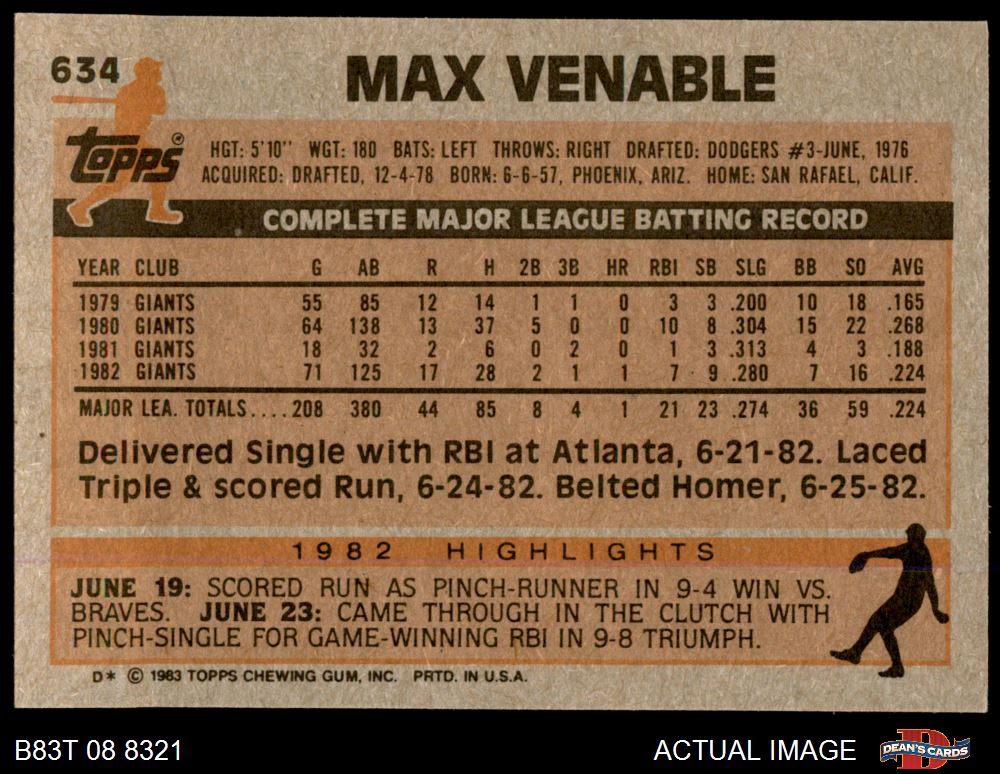 634
MAX VENABLE
Topps ®
HGT: 5'10" WGT: 180 BATS: LEFT THROWS: RIGHT DRAFTED: DODGERS #3-JUNE, 1976
ACQUIRED: DRAFTED, 12-4-78 BORN: 6-6-57, PHOENIX, ARIZ. HOME: SAN RAFAEL, CALIF.
COMPLETE MAJOR LEAGUE BATTING RECORD
YEAR CLUB G AB R H 2B 3B HR RBI SB SLG BB SO AVG
1979 GIANTS 55 85 12 14 1 1 0 3 3 .200 10 18 .165
1980 GIANTS 64 138 13 37 5 0 0 10 8 .304 15 22 .268
1981 GIANTS 18 32 2 6 0 2 0 1 3 .313 4 3 .188
1982 GIANTS 71 125 17 28 2 1 1 7 9 .280 7 16 .224
MAJOR LEA. TOTALS....208 380 44 85 8 4 1 21 23 .274 36 59 .224
Delivered Single with RBI at Atlanta, 6-21-82. Laced
Triple & scored Run, 6-24-82. Belted Homer, 6-25-82.
1982 HIGHLIGHTS
JUNE 19: SCORED RUN AS PINCH-RUNNER IN 9-4 WIN VS.
BRAVES. JUNE 23: CAME THROUGH IN THE CLUTCH WITH
PINCH-SINGLE FOR GAME-WINNING RBI IN 9-8 TRIUMPH.
D* © 1983 TOPPS CHEWING GUM, INC. PRTD. IN U.S.A.
B83T 08 8321
ACTUAL IMAGE
DEAN'S CARDS